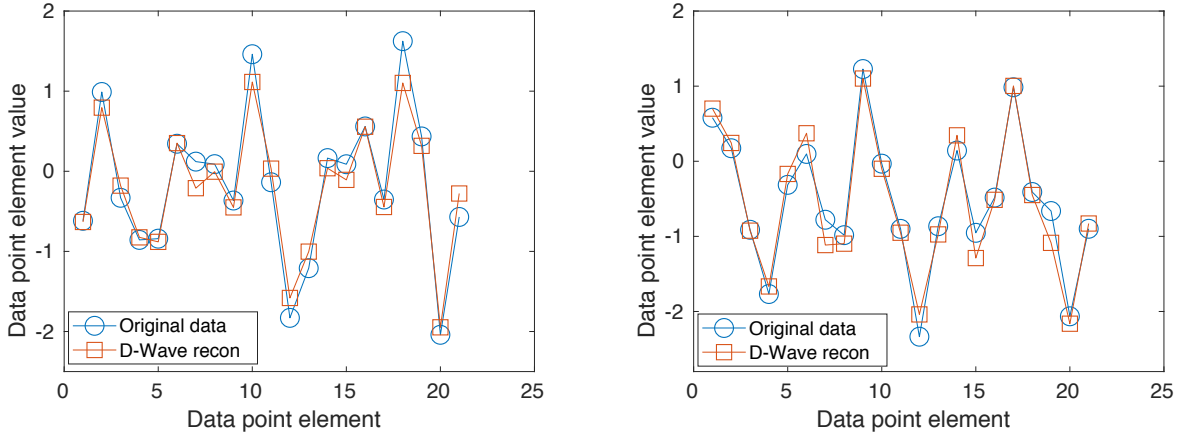 2
1
0
-1
-2
Data point element value
Original data
D-Wave recon
0 5 10 15 20 25
Data point element
2
1
0
-1
-2
Data point element value
Original data
D-Wave recon
0 5 10 15 20 25
Data point element